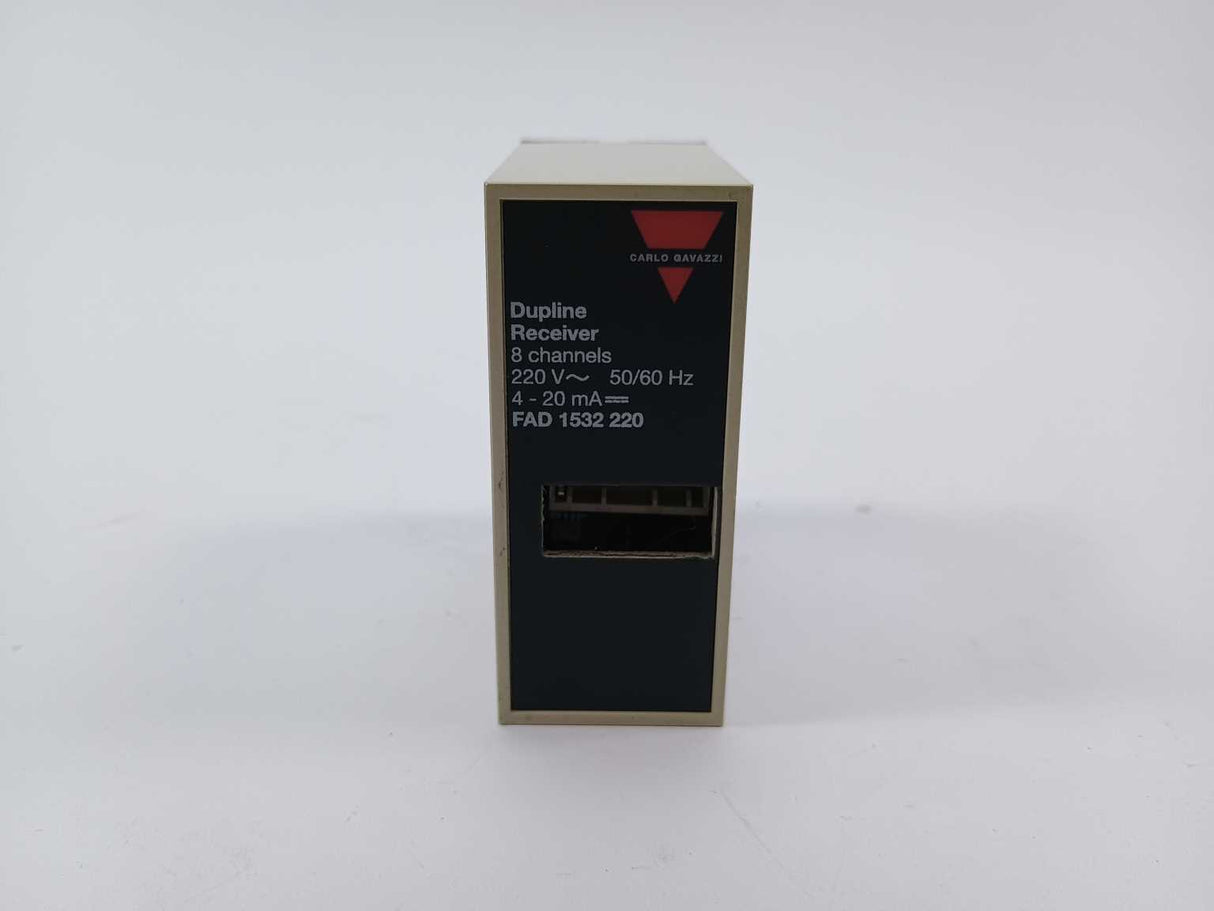 CARLO GAVAZZI
Dupline
Receiver
8 channels
220 V~ 50/60 Hz
4 - 20 mA⎓
FAD 1532 220